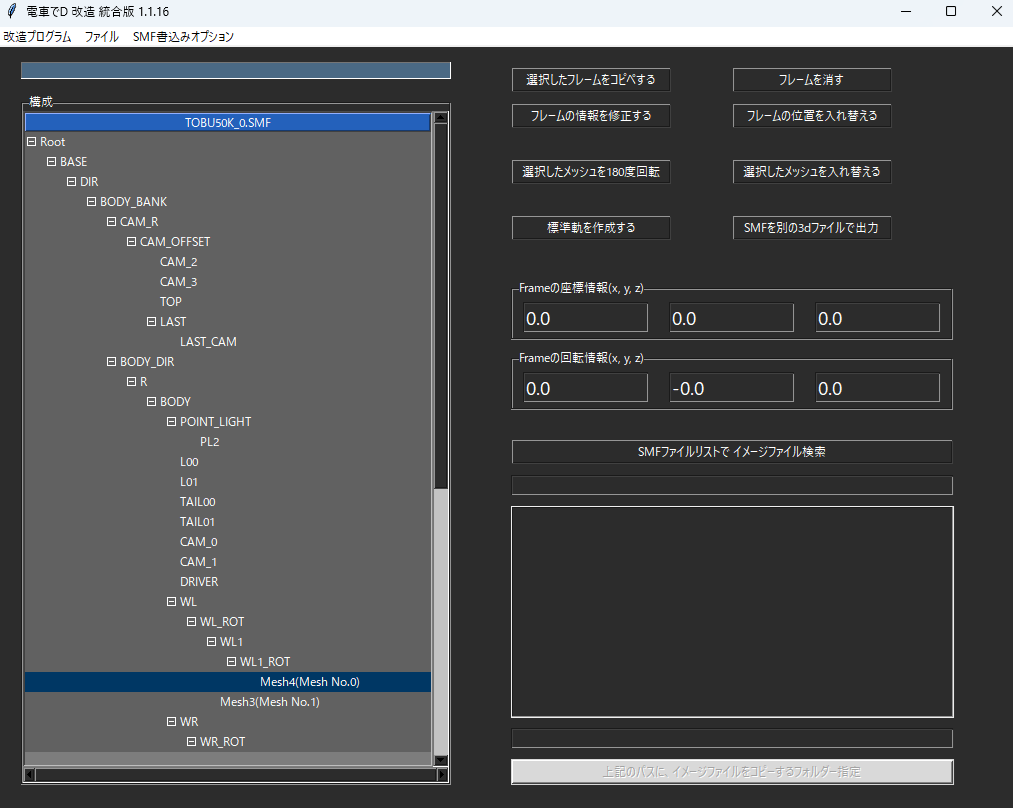 電車でD 改造 統合版 1.1.16
改造プログラム ファイル SMF書込みオプション
構成
TOBU50K_0.SMF
Root
BASE
DIR
BODY_BANK
CAM_R
CAM_OFFSET
CAM_2
CAM_3
TOP
LAST
LAST_CAM
BODY_DIR
R
BODY
POINT_LIGHT
PL2
L00
L01
TAIL00
TAIL01
CAM_0
CAM_1
DRIVER
WL
WL_ROT
WL1
WL1_ROT
Mesh4(Mesh No.0)
Mesh3(Mesh No.1)
WR
WR_ROT
選択したフレームをコピペする フレームを消す
フレームの情報を修正する フレームの位置を入れ替える
選択したメッシュを180度回転 選択したメッシュを入れ替える
標準軌を作成する SMFを別の3dファイルで出力
Frameの座標情報(x, y, z)
0.0 0.0 0.0
Frameの回転情報(x, y, z)
0.0 -0.0 0.0
SMFファイルリストで イメージファイル検索
上記のパスに、イメージファイルをコピーするフォルダー指定